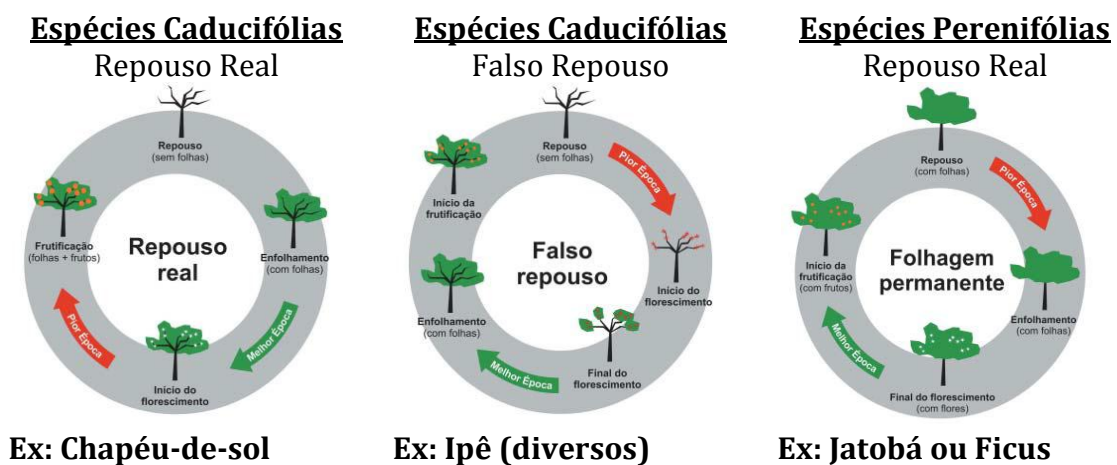 Espécies Caducifólias
Repouso Real
Repouso
(sem folhas)
Enfolhamento
(com folhas)
Melhor Época
Início do
florescimento
Pior Época
Frutificação
(folhas + frutos)
Repouso
real
Ex: Chapéu-de-sol
Espécies Caducifólias
Falso Repouso
Repouso
(sem folhas)
Pior Época
Início do
florescimento
Final do
florescimento
Melhor Época
Enfolhamento
(com folhas)
Início da
frutificação
Falso
repouso
Ex: Ipê (diversos)
Espécies Perenifólias
Repouso Real
Repouso
(com folhas)
Pior Época
Enfolhamento
(com folhas)
Final do florescimento
(com flores)
Melhor Época
Início da
frutificação
(com frutos)
Folhagem
permanente
Ex: Jatobá ou Ficus